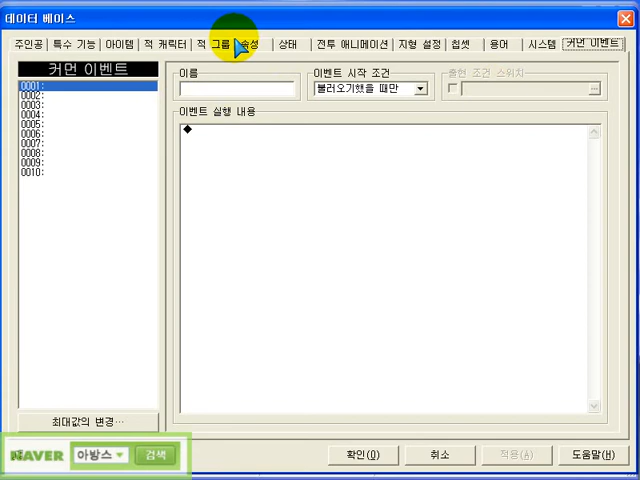 데이터 베이스
주인공 특수 기능 아이템 적 캐릭터 적 그룹 속성 상태 전투 애니메이션 지형 설정 칩셋 용어 시스템 커먼 이벤트
커먼 이벤트
이름
이벤트 시작 조건
출현 조건 스위치
불러오기했을 때만
...
이벤트 실행 내용
0001:
0002:
0003:
0004:
0005:
0006:
0007:
0008:
0009:
0010:
최대값의 변경…
NAVER 아방스 검색
확인(O) 취소 적용(A) 도움말(H)